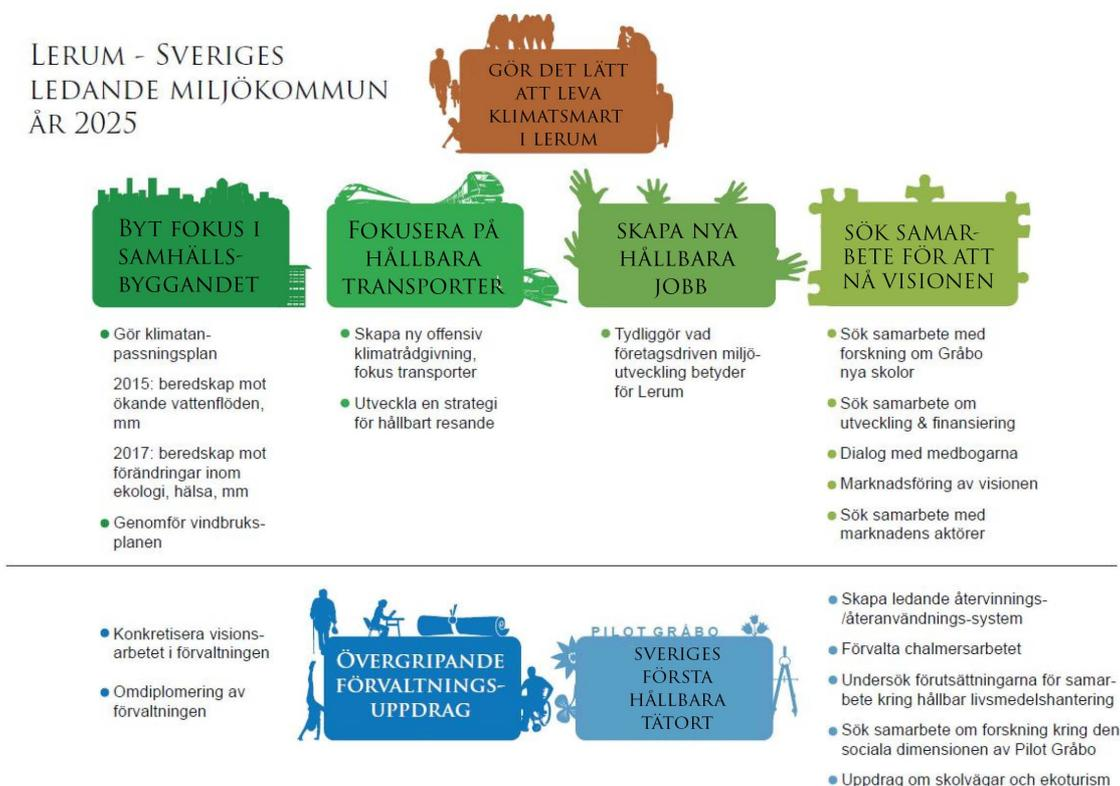 LERUM - SVERIGES
LEDANDE MILJÖKOMMUN
ÅR 2025
GÖR DET LÄTT
ATT LEVA
KLIMATSMART
I LERUM
BYT FOKUS I
SAMHÄLLS-
BYGGANDET
Gör klimatan-
passningsplan
2015: beredskap mot
ökande vattenflöden,
mm
2017: beredskap mot
förändringar inom
ekologi, hälsa, mm
Genomför vindbruks-
planen
FOKUSERA PÅ
HÅLLBARA
TRANSPORTER
Skapa ny offensiv
klimatrådgivning,
fokus transporter
Utveckla en strategi
för hållbart resande
SKAPA NYA
HÅLLBARA
JOBB
Tydliggör vad
företagsdriven miljö-
utveckling betyder
för Lerum
SÖK SAMAR-
BETE FÖR ATT
NÅ VISIONEN
Sök samarbete med
forskning om Gråbo
nya skolor
Sök samarbete om
utveckling & finansiering
Dialog med medbogarna
Marknadsföring av visionen
Sök samarbete med
marknadens aktörer
Konkretisera visions-
arbetet i förvaltningen
Omdiplomering av
förvaltningen
ÖVERGRIPANDE
FÖRVALTNINGS-
UPPDRAG
PILOT GRÅBO
SVERIGES
FÖRSTA
HÅLLBARA
TÄTORT
Skapa ledande återvinnings-
/återanvändnings-system
Förvalta chalmersarbetet
Undersök förutsättningarna för samar-
bete kring hållbar livsmedelshantering
Sök samarbete om forskning kring den
sociala dimensionen av Pilot Gråbo
Uppdrag om skolvägar och ekoturism